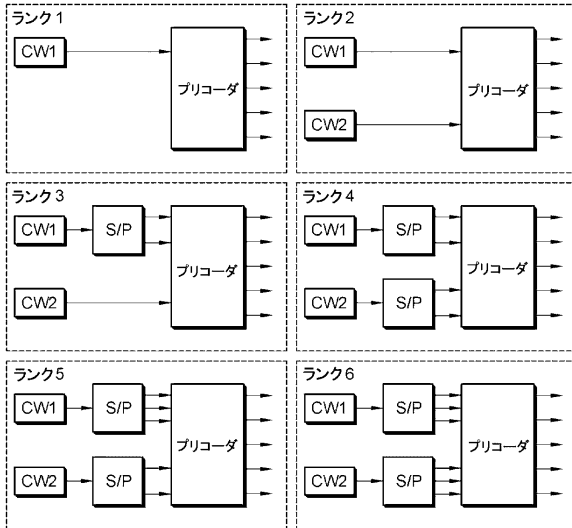 ランク1
CW1
プリコーダ
ランク2
CW1
CW2
プリコーダ
ランク3
CW1
S/P
CW2
プリコーダ
ランク4
CW1
S/P
CW2
S/P
プリコーダ
ランク5
CW1
S/P
CW2
S/P
プリコーダ
ランク6
CW1
S/P
CW2
S/P
プリコーダ